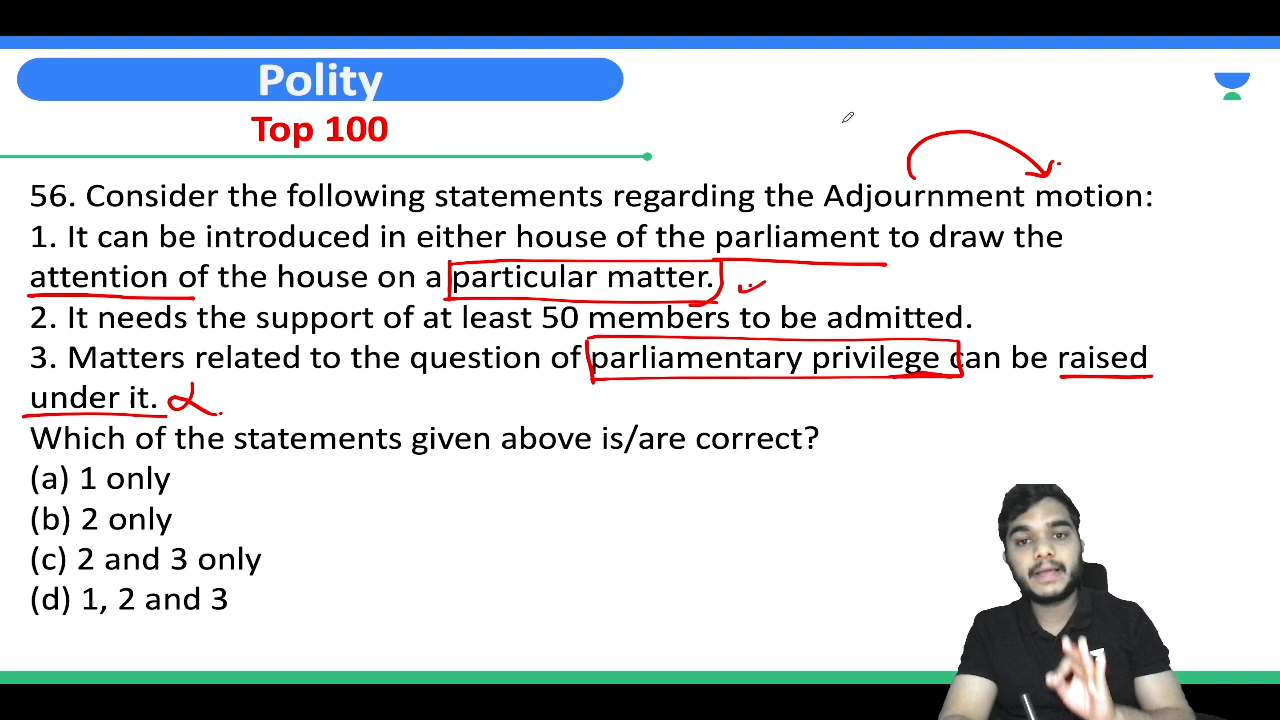 Polity
Top 100
56. Consider the following statements regarding the Adjournment motion:
1. It can be introduced in either house of the parliament to draw the
attention of the house on a particular matter.
2. It needs the support of at least 50 members to be admitted.
3. Matters related to the question of parliamentary privilege can be raised
under it.
Which of the statements given above is/are correct?
(a) 1 only
(b) 2 only
(c) 2 and 3 only
(d) 1, 2 and 3